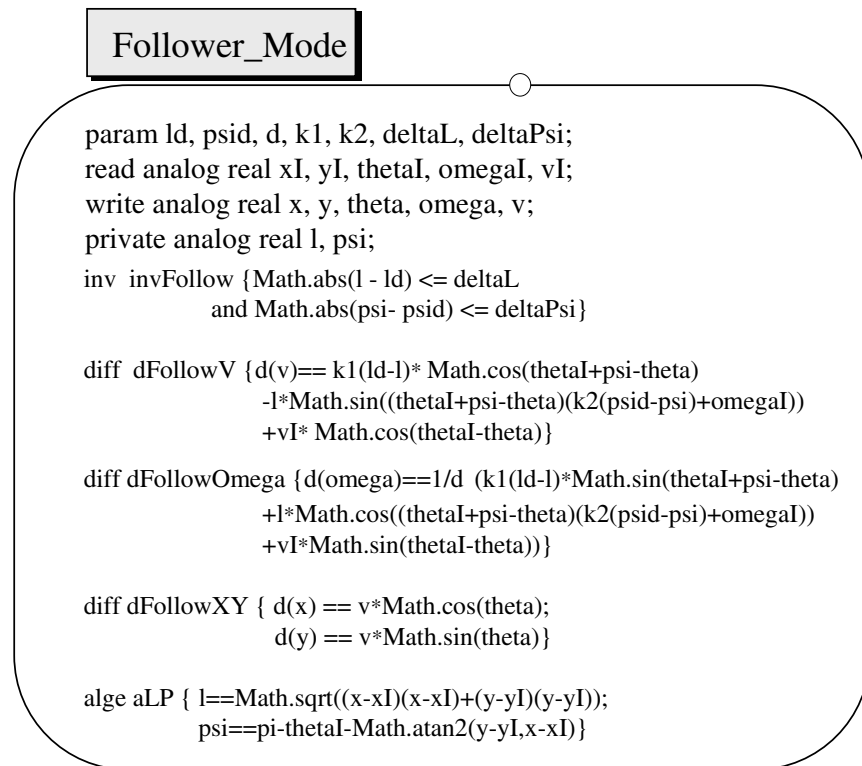 Follower_Mode
param ld, psid, d, k1, k2, deltaL, deltaPsi;
read analog real xI, yI, thetaI, omegaI, vI;
write analog real x, y, theta, omega, v;
private analog real l, psi;
inv invFollow {Math.abs(l - ld) <= deltaL
and Math.abs(psi- psid) <= deltaPsi}
diff dFollowV {d(v)== k1(ld-l)* Math.cos(thetaI+psi-theta)
-l*Math.sin((thetaI+psi-theta)(k2(psid-psi)+omegaI))
+vI* Math.cos(thetaI-theta)}
diff dFollowOmega {d(omega)==1/d (k1(ld-l)*Math.sin(thetaI+psi-theta)
+l*Math.cos((thetaI+psi-theta)(k2(psid-psi)+omegaI))
+vI*Math.sin(thetaI-theta))}
diff dFollowXY { d(x) == v*Math.cos(theta);
d(y) == v*Math.sin(theta)}
alge aLP { l==Math.sqrt((x-xI)(x-xI)+(y-yI)(y-yI));
psi==pi-thetaI-Math.atan2(y-yI,x-xI)}